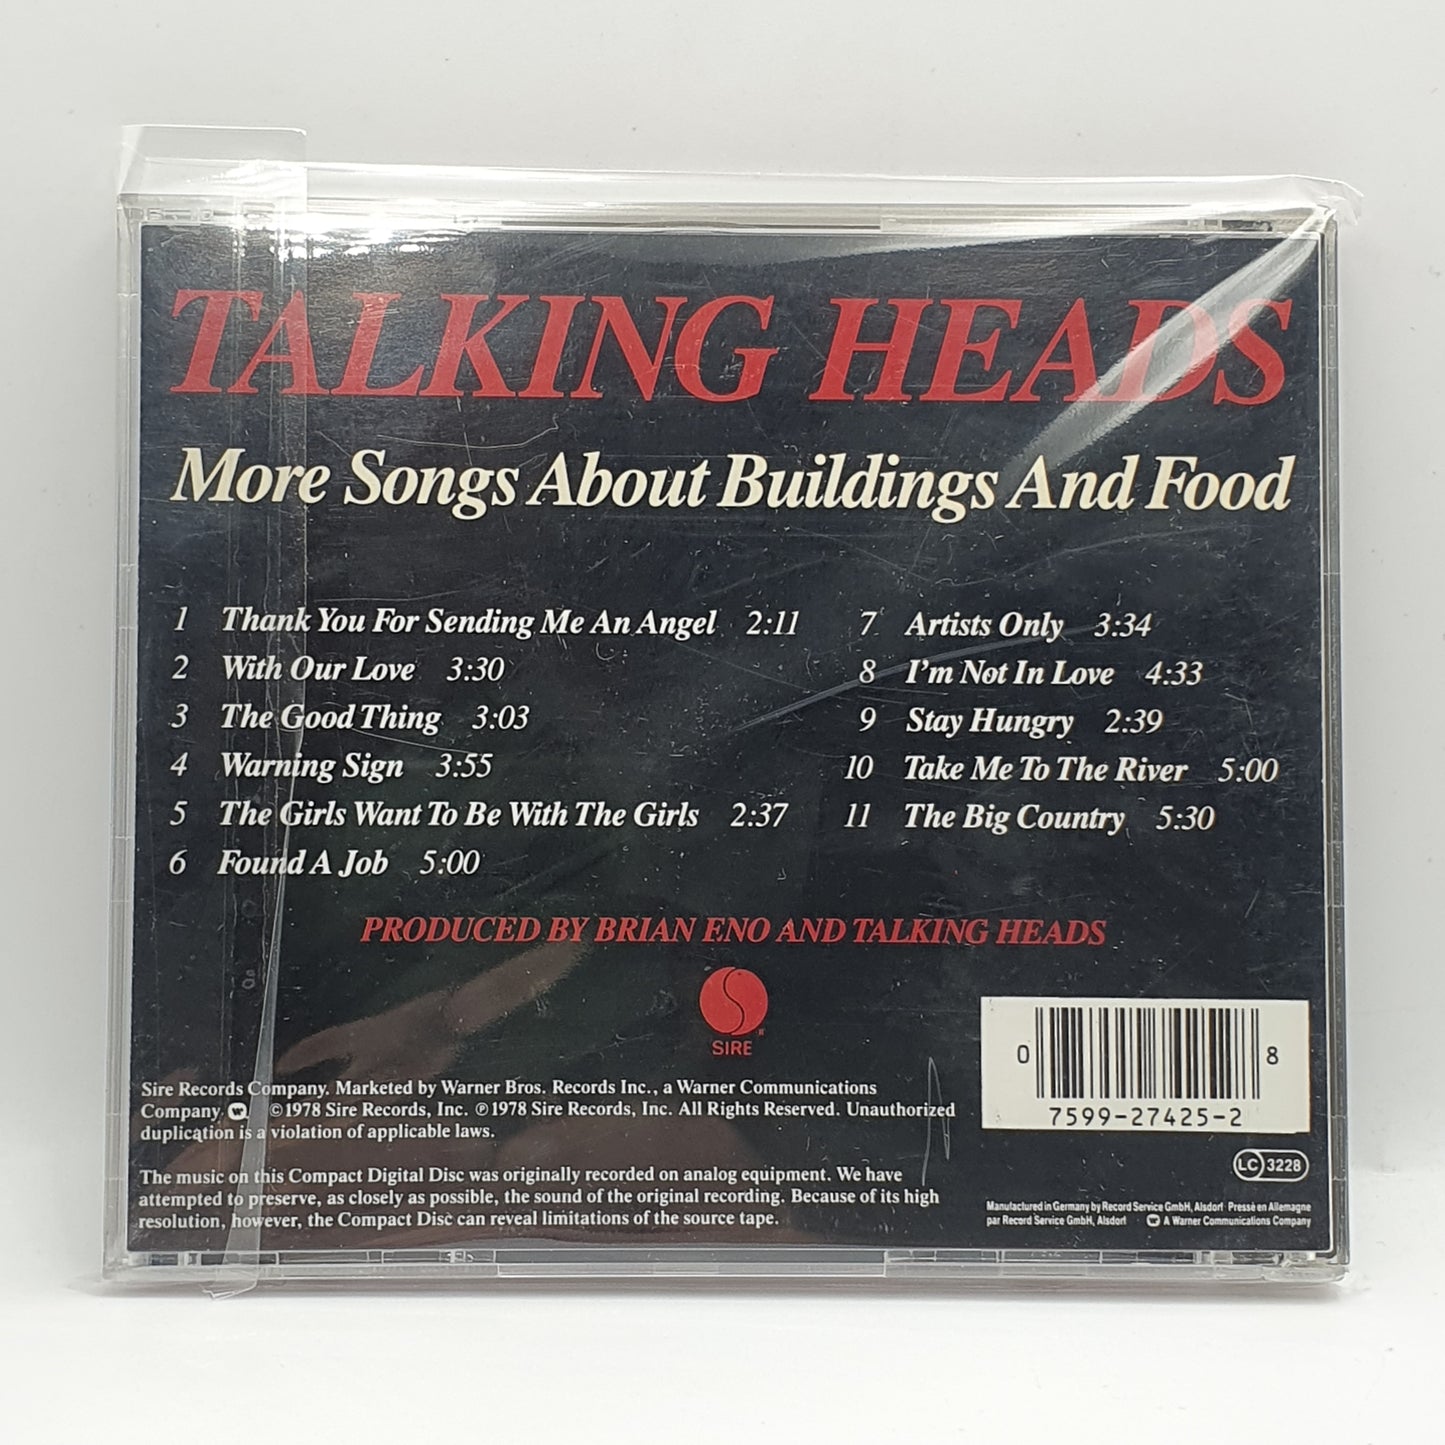 TALKING HEADS
More Songs About Buildings And Food
1 Thank You For Sending Me An Angel 2:11
2 With Our Love 3:30
3 The Good Thing 3:03
4 Warning Sign 3:55
5 The Girls Want To Be With The Girls 2:37
6 Found A Job 5:00
7 Artists Only 3:34
8 I'm Not In Love 4:33
9 Stay Hungry 2:39
10 Take Me To The River 5:00
11 The Big Country 5:30
PRODUCED BY BRIAN ENO AND TALKING HEADS
SIRE
Sire Records Company. Marketed by Warner Bros. Records Inc., a Warner Communications
Company. ©1978 Sire Records, Inc. ℗1978 Sire Records, Inc. All Rights Reserved. Unauthorized
duplication is a violation of applicable laws.
The music on this Compact Digital Disc was originally recorded on analog equipment. We have
attempted to preserve, as closely as possible, the sound of the original recording. Because of its high
resolution, however, the Compact Disc can reveal limitations of the source tape.
0 8
7599-27425-2
LC 3228
Manufactured in Germany by Record Service GmbH, Alsdorf Pressé en Allemagne
par Record Service GmbH, Alsdorf A Warner Communications Company